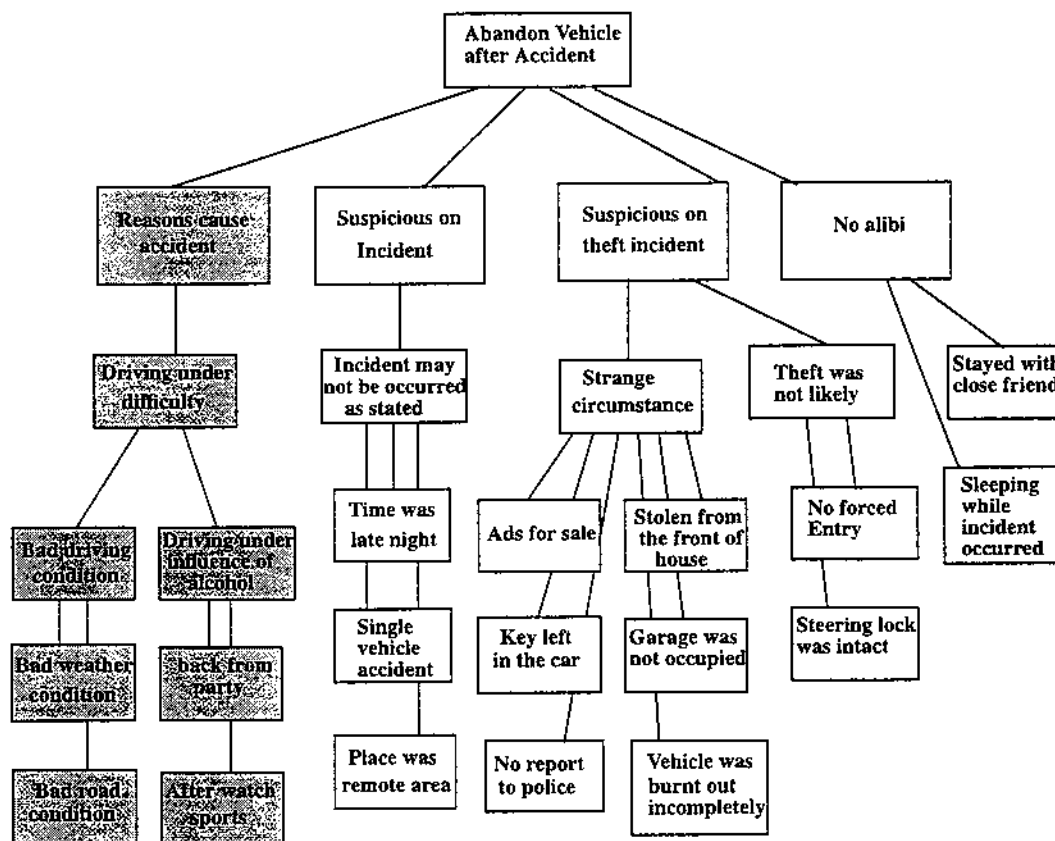 Abandon Vehicle
after Accident
Reasons cause
accident
Suspicious on
Incident
Suspicious on
theft incident
No alibi
Driving under
difficulty
Incident may
not be occurred
as stated
Strange
circumstance
Theft was
not likely
Stayed with
close friend
Bad driving
condition
Driving under
influence of
alcohol
Time was
late night
Ads for sale
Stolen from
the front of
house
No forced
Entry
Sleeping
while
incident
occurred
Bad weather
condition
back from
party
Single
vehicle
accident
Key left
in the car
Garage was
not occupied
Steering lock
was intact
Bad road
condition
After watch
sports
Place was
remote area
No report
to police
Vehicle was
burnt out
incompletely